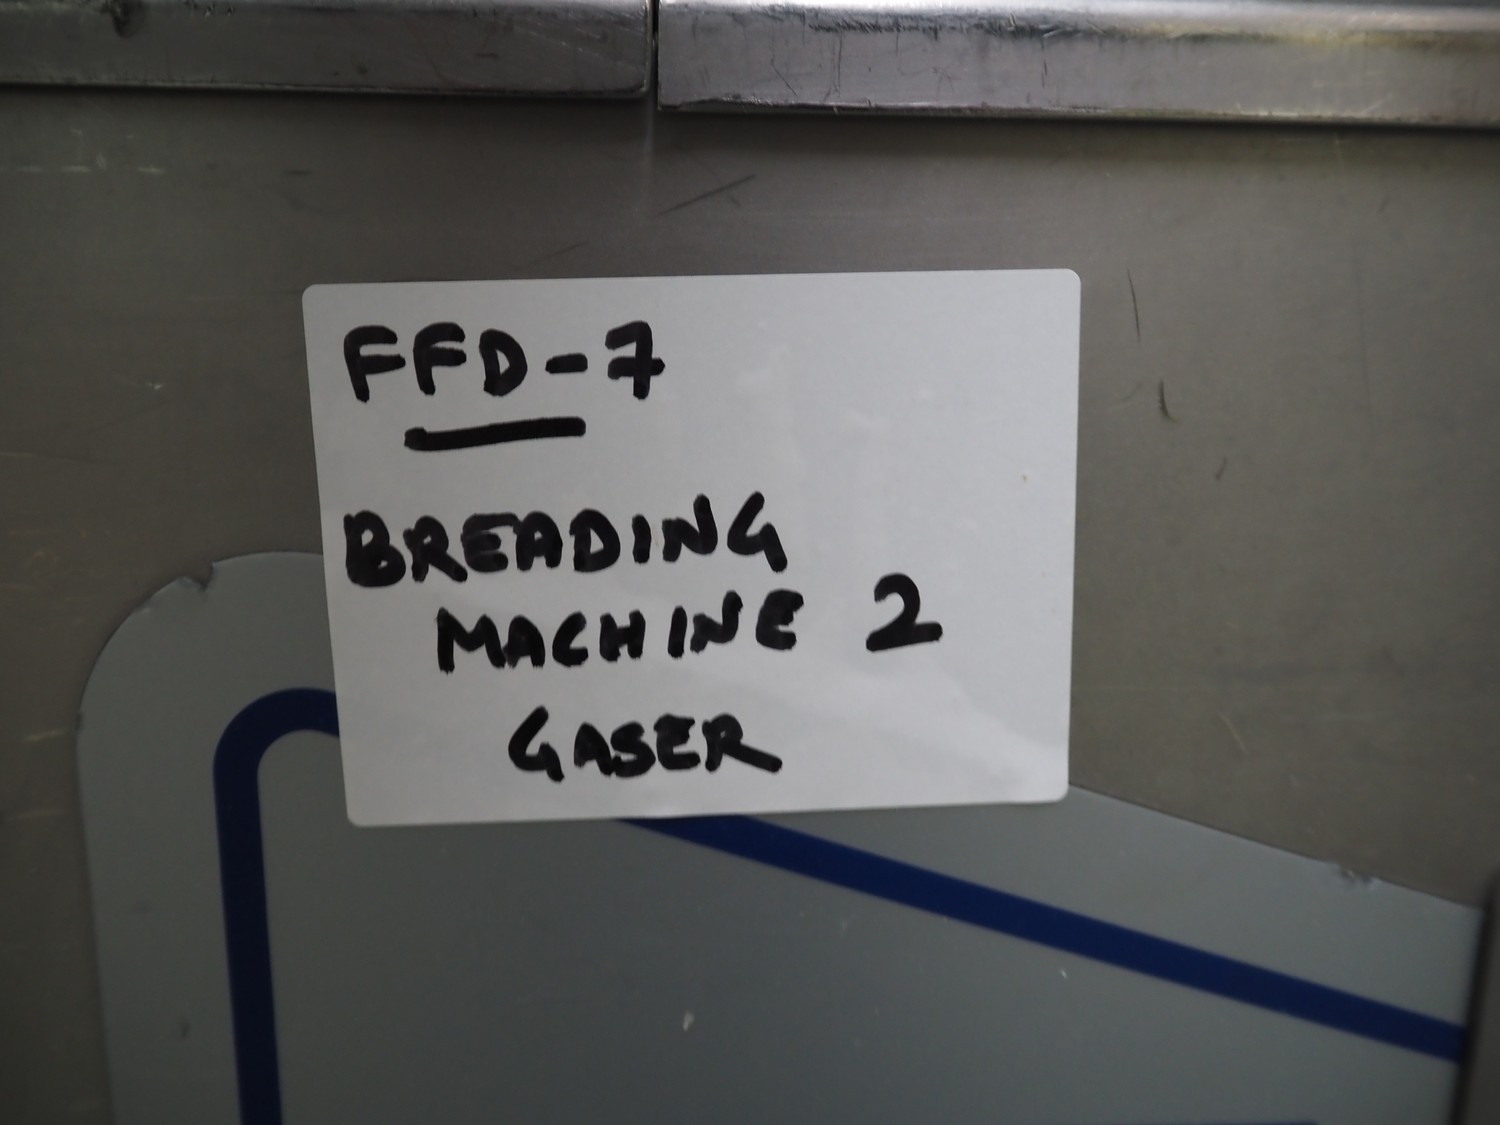 FFD-7
BREADING
MACHINE 2
GASER